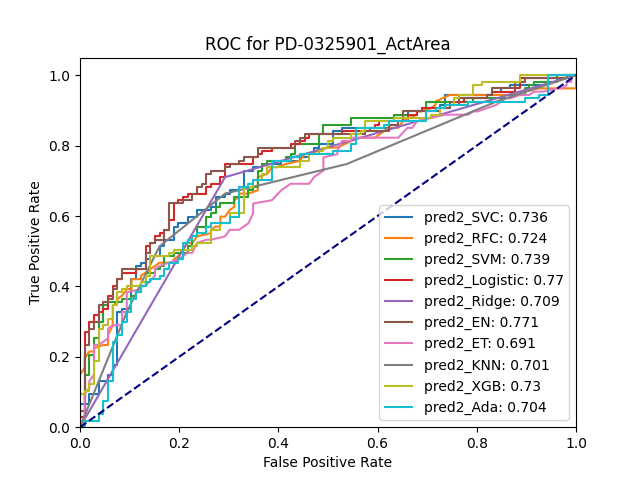 ROC for PD-0325901_ActArea
True Positive Rate
1.0
0.8
0.6
0.4
0.2
0.0
pred2_SVC: 0.736
pred2_RFC: 0.724
pred2_SVM: 0.739
pred2_Logistic: 0.77
pred2_Ridge: 0.709
pred2_EN: 0.771
pred2_ET: 0.691
pred2_KNN: 0.701
pred2_XGB: 0.73
pred2_Ada: 0.704
0.0 0.2 0.4 0.6 0.8 1.0
False Positive Rate